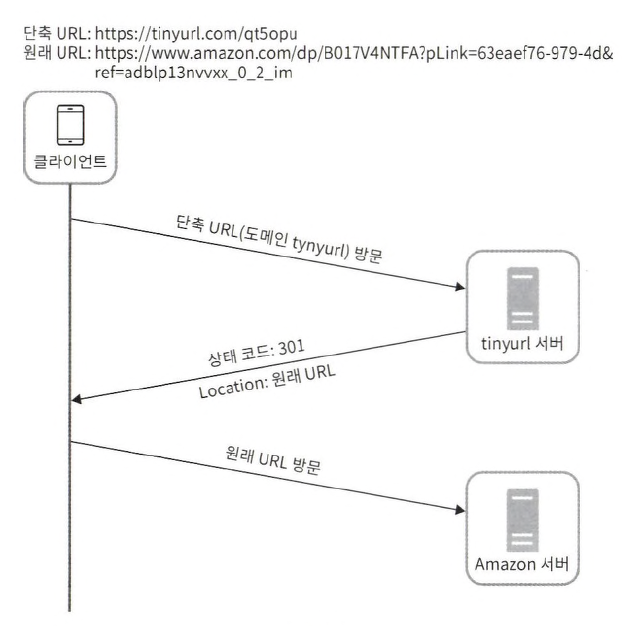 단축 URL: https://tinyurl.com/qt5opu
원래 URL: https://www.amazon.com/dp/B017V4NTFA?pLink=63eaef76-979-4d&
ref=adblp13nvvxx_0_2_im
클라이언트
단축 URL(도메인 tynyurl) 방문
tinyurl 서버
상태 코드: 301
Location: 원래 URL
원래 URL 방문
Amazon 서버